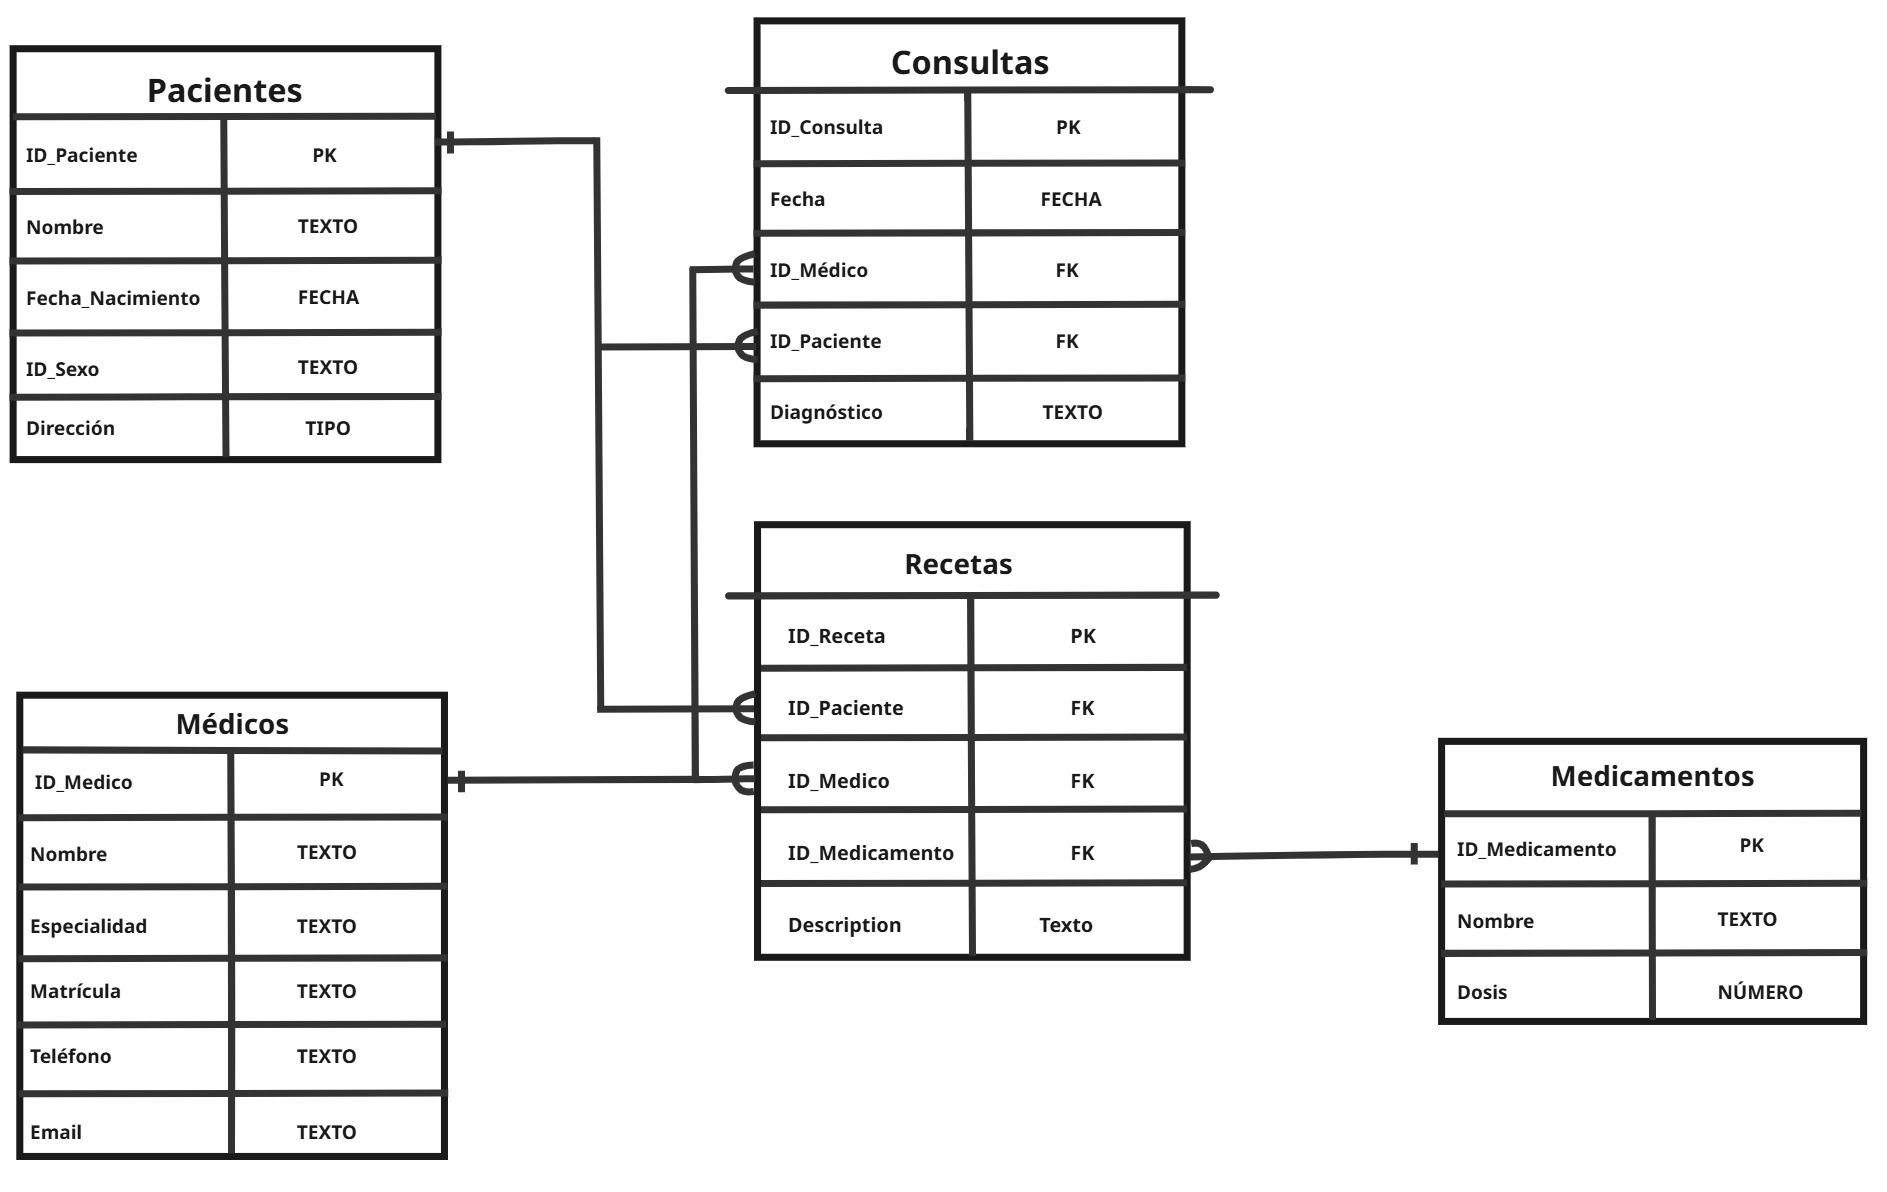 Pacientes
ID_Paciente PK
Nombre TEXTO
Fecha_Nacimiento FECHA
ID_Sexo TEXTO
Dirección TIPO
Consultas
ID_Consulta PK
Fecha FECHA
ID_Médico FK
ID_Paciente FK
Diagnóstico TEXTO
Médicos
ID_Medico PK
Nombre TEXTO
Especialidad TEXTO
Matrícula TEXTO
Teléfono TEXTO
Email TEXTO
Recetas
ID_Receta PK
ID_Paciente FK
ID_Medico FK
ID_Medicamento FK
Description Texto
Medicamentos
ID_Medicamento PK
Nombre TEXTO
Dosis NÚMERO